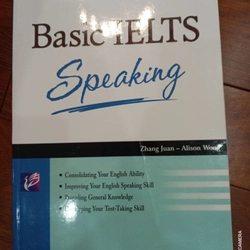 Basic IELTS
Speaking
Zhang Juan – Alison Wong
• Consolidating Your English Ability
• Improving Your English Speaking Skill
• Providing General Knowledge
Your Test-Taking Skill
CAMERA